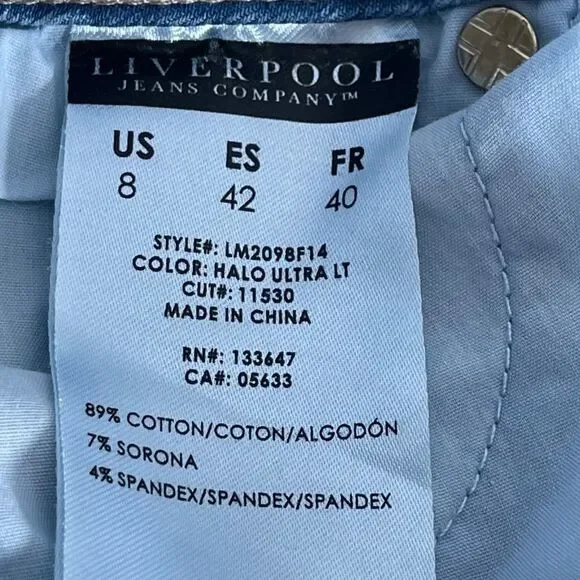 LIVERPOOL
JEANS COMPANY™
US ES FR
8 42 40
STYLE#: LM2098F14
COLOR: HALO ULTRA LT
CUT#: 11530
MADE IN CHINA
RN#: 133647
CA#: 05633
89% COTTON/COTON/ALGODÓN
7% SORONA
4% SPANDEX/SPANDEX/SPANDEX